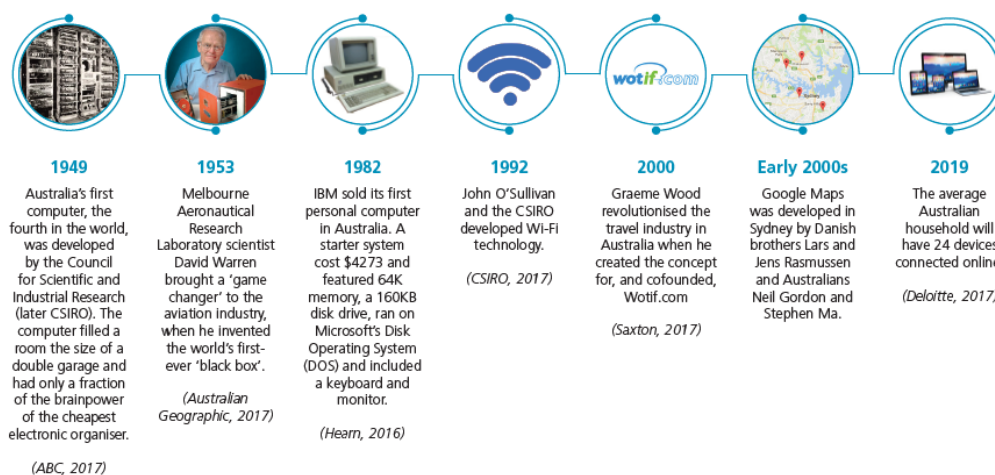 wotif.com
Sydney
1949
Australia's first
computer, the
fourth in the world,
was developed
by the Council
for Scientific and
Industrial Research
(later CSIRO). The
computer filled a
room the size of a
double garage and
had only a fraction
of the brainpower
of the cheapest
electronic organiser.
(ABC, 2017)
1953
Melbourne
Aeronautical
Research
Laboratory scientist
David Warren
brought a 'game
changer' to the
aviation industry,
when he invented
the world's first-
ever 'black box'.
(Australian
Geographic, 2017)
1982
IBM sold its first
personal computer
in Australia. A
starter system
cost $4273 and
featured 64K
memory, a 160KB
disk drive, ran on
Microsoft's Disk
Operating System
(DOS) and included
a keyboard and
monitor.
(Hearn, 2016)
1992
John O'Sullivan
and the CSIRO
developed Wi-Fi
technology.
(CSIRO, 2017)
2000
Graeme Wood
revolutionised the
travel industry in
Australia when he
created the concept
for, and cofounded,
Wotif.com
(Saxton, 2017)
Early 2000s
Google Maps
was developed in
Sydney by Danish
brothers Lars and
Jens Rasmussen
and Australians
Neil Gordon and
Stephen Ma.
2019
The average
Australian
household will
have 24 devices
connected online
(Deloitte, 2017)